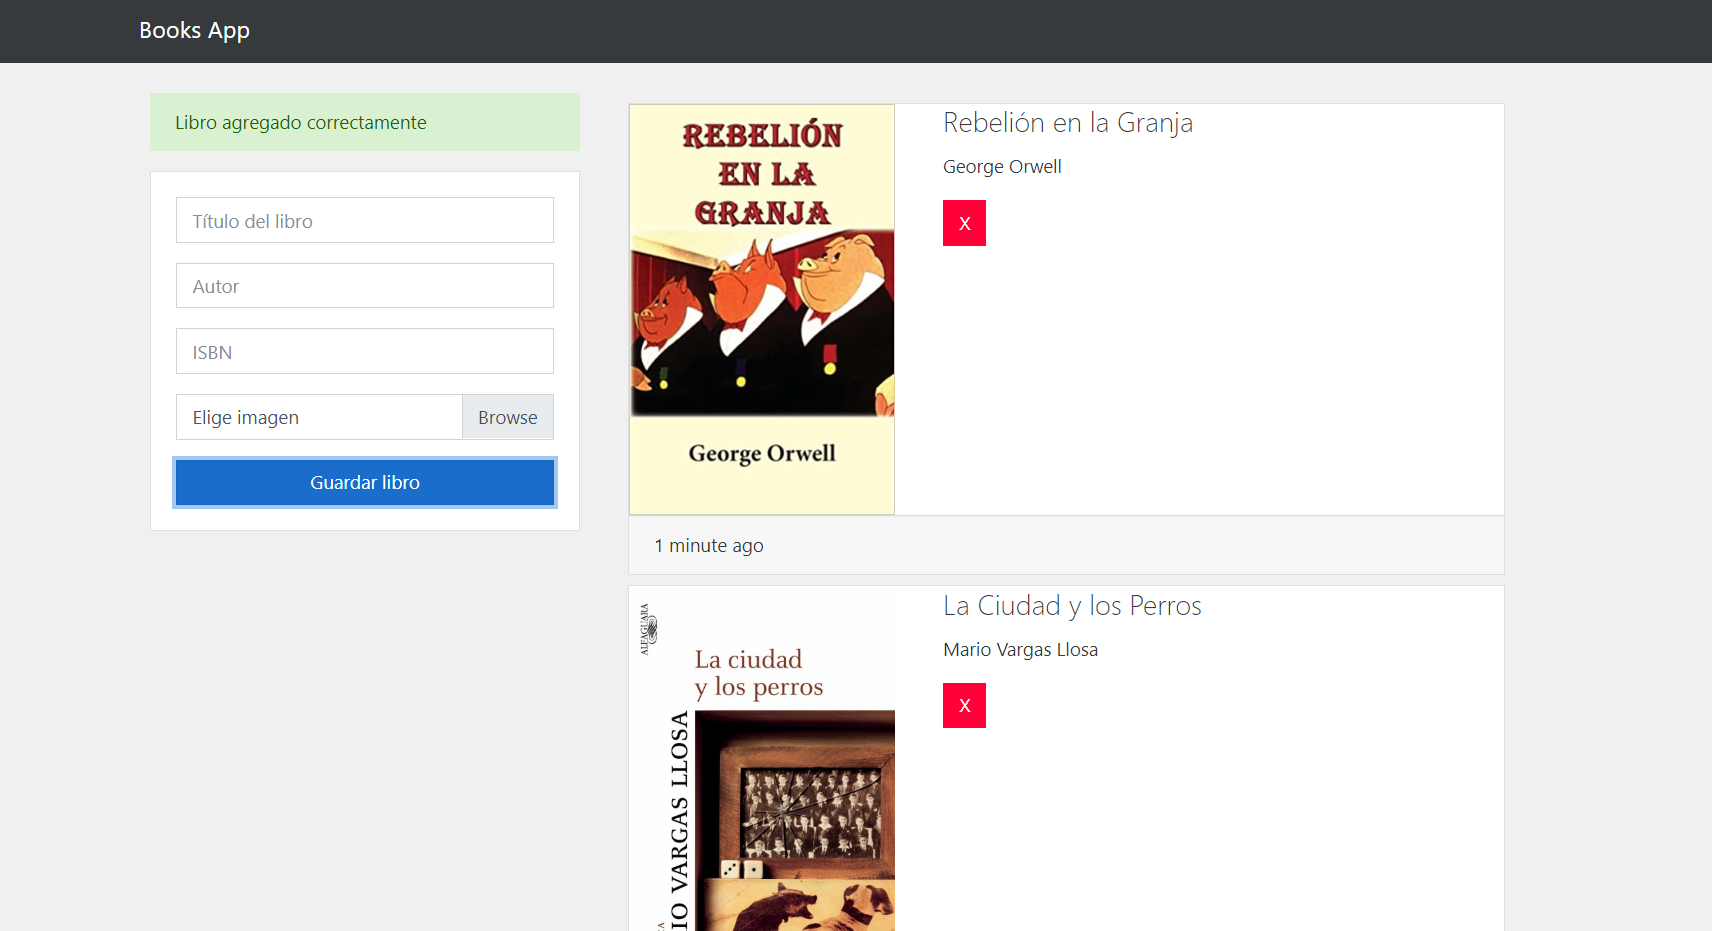 Books App
Libro agregado correctamente
Título del libro
Autor
ISBN
Elige imagen
Browse
Guardar libro
REBELIÓN
EN LA
GRANJA
George Orwell
Rebelión en la Granja
George Orwell
X
1 minute ago
ALFAGUARA
La ciudad
y los perros
IO VARGAS LLOSA
La Ciudad y los Perros
Mario Vargas Llosa
X